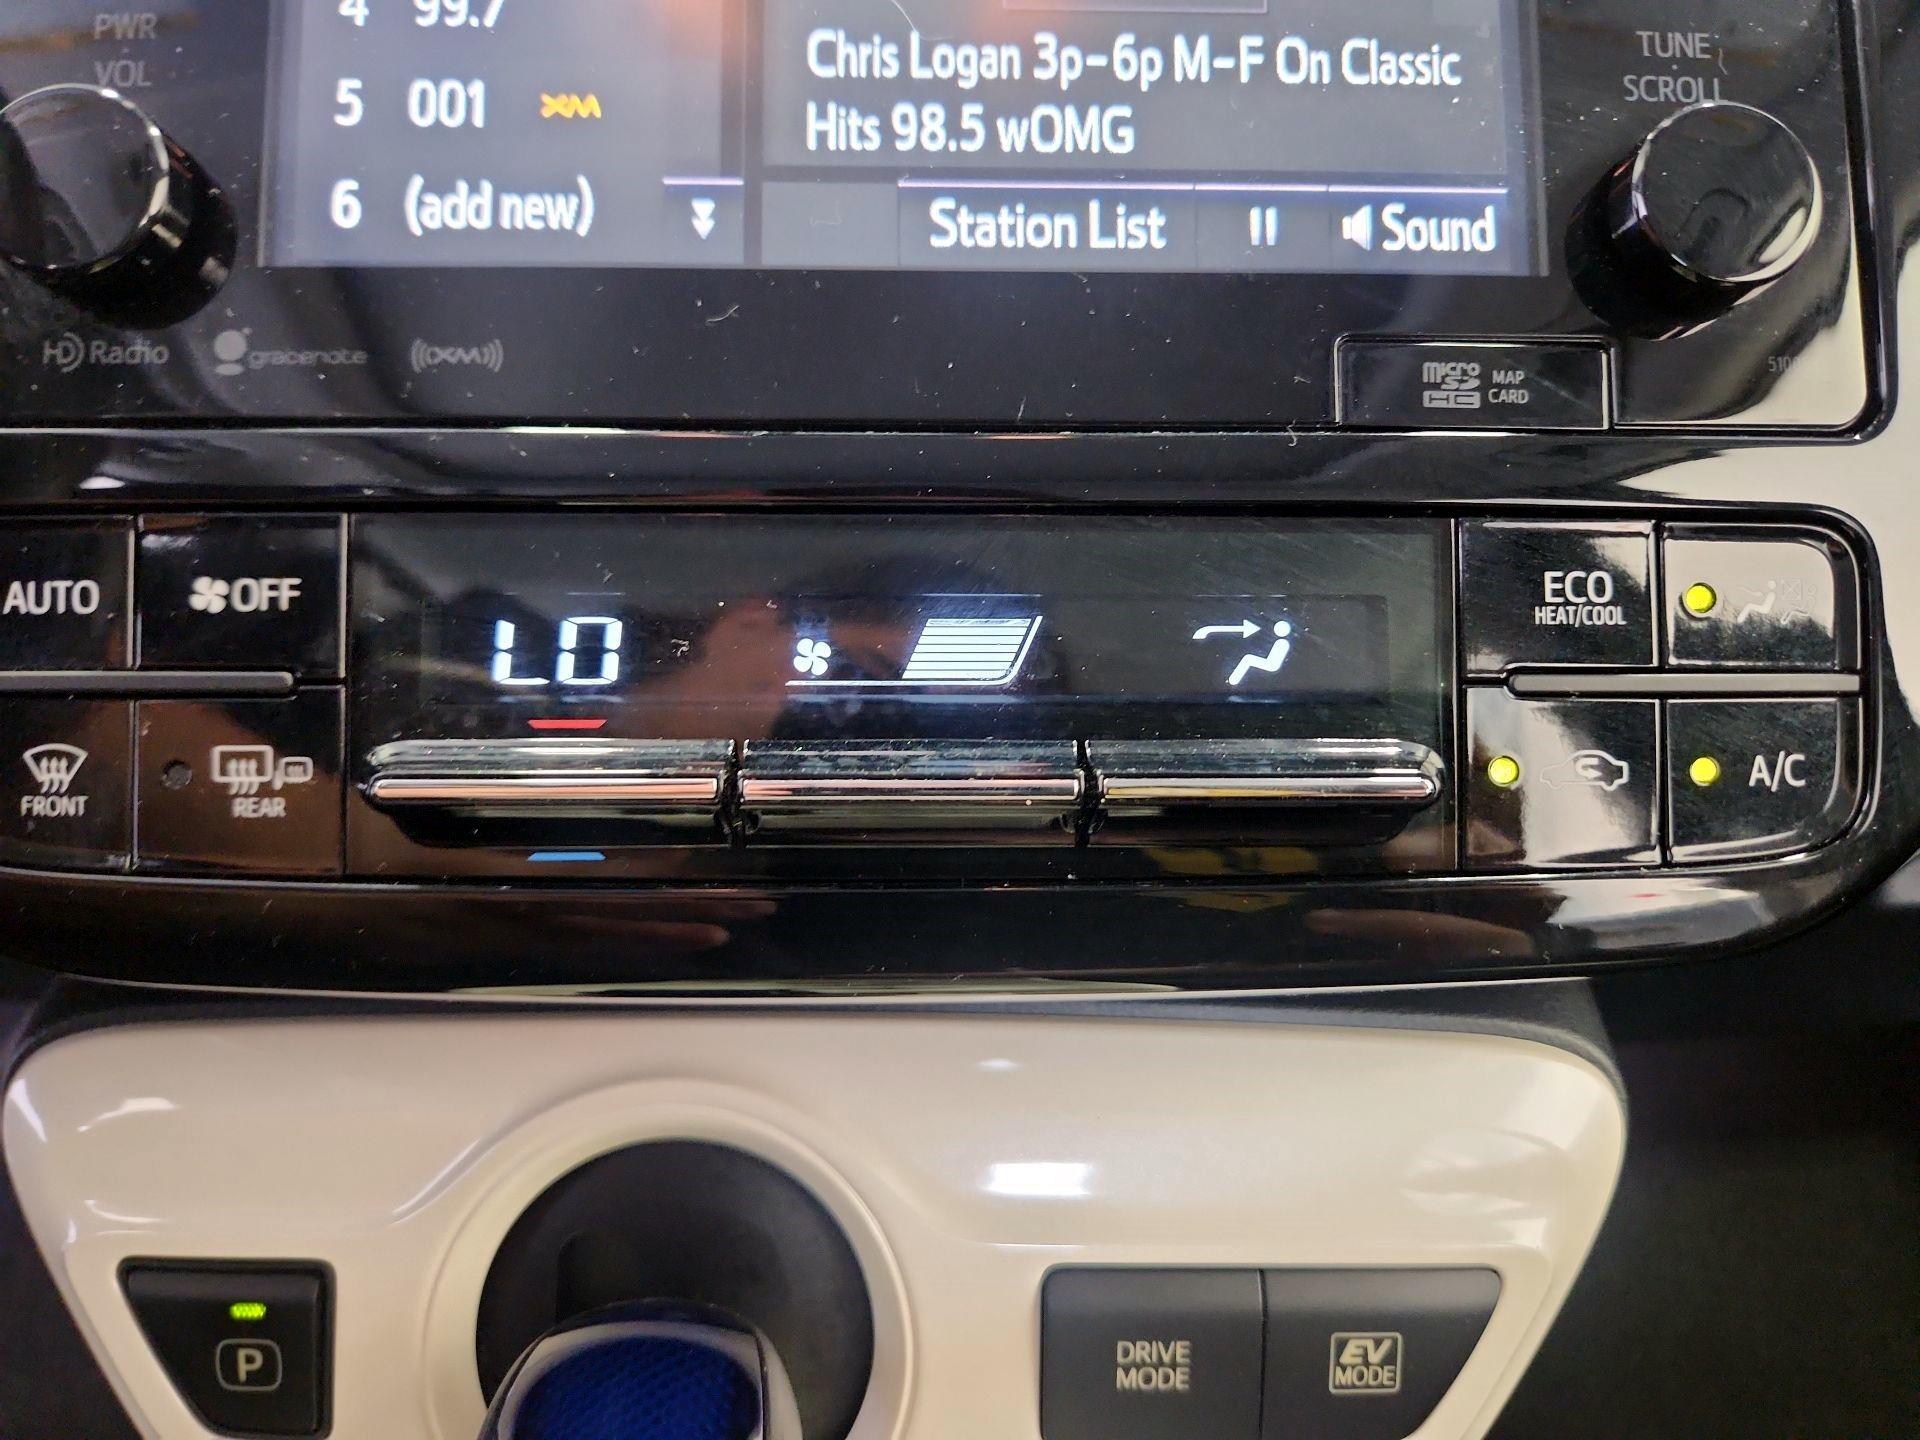 PWR
VOL
4 99.7
5 001 XM
6 (add new)
Chris Logan 3p-6p M-F On Classic
Hits 98.5 wOMG
Station List
Sound
TUNE
SCROLL
HD Radio
gracenote
((XM))
micro
SD
HC
MAP
CARD
AUTO
OFF
LO
ECO
HEAT/COOL
FRONT
REAR
A/C
P
DRIVE
MODE
EV
MODE